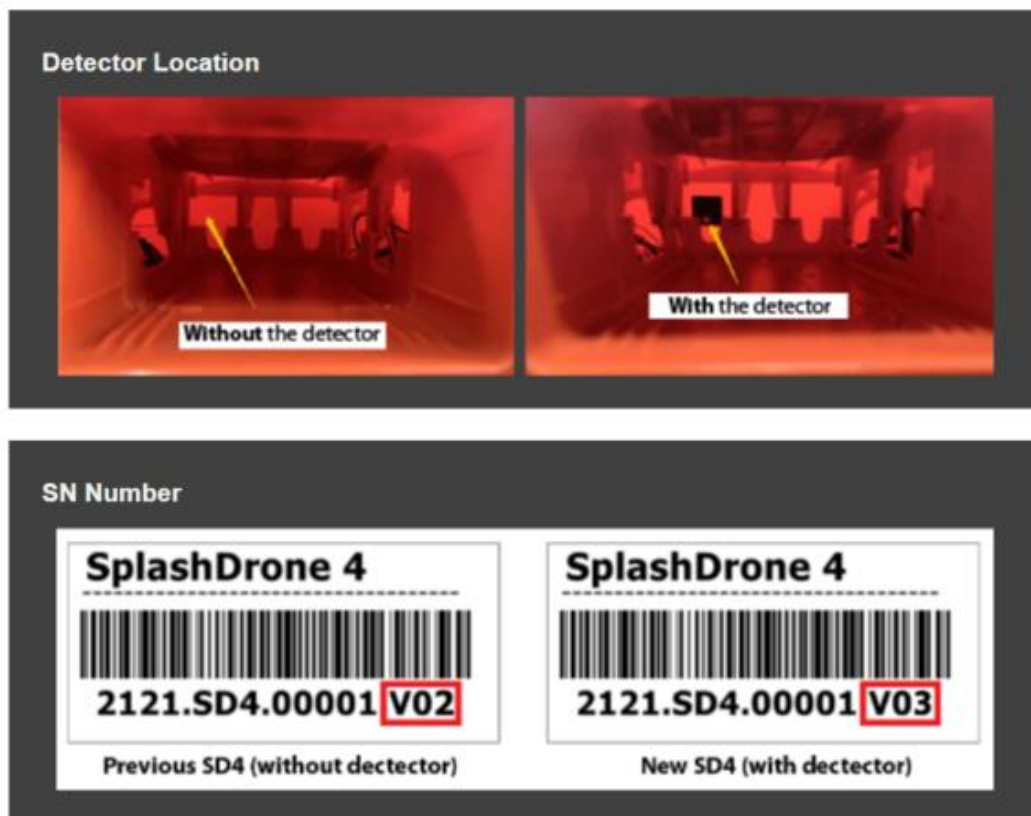 Detector Location
Without the detector
With the detector
SN Number
SplashDrone 4
2121.SD4.00001 V02
Previous SD4 (without dectector)
SplashDrone 4
2121.SD4.00001 V03
New SD4 (with dectector)